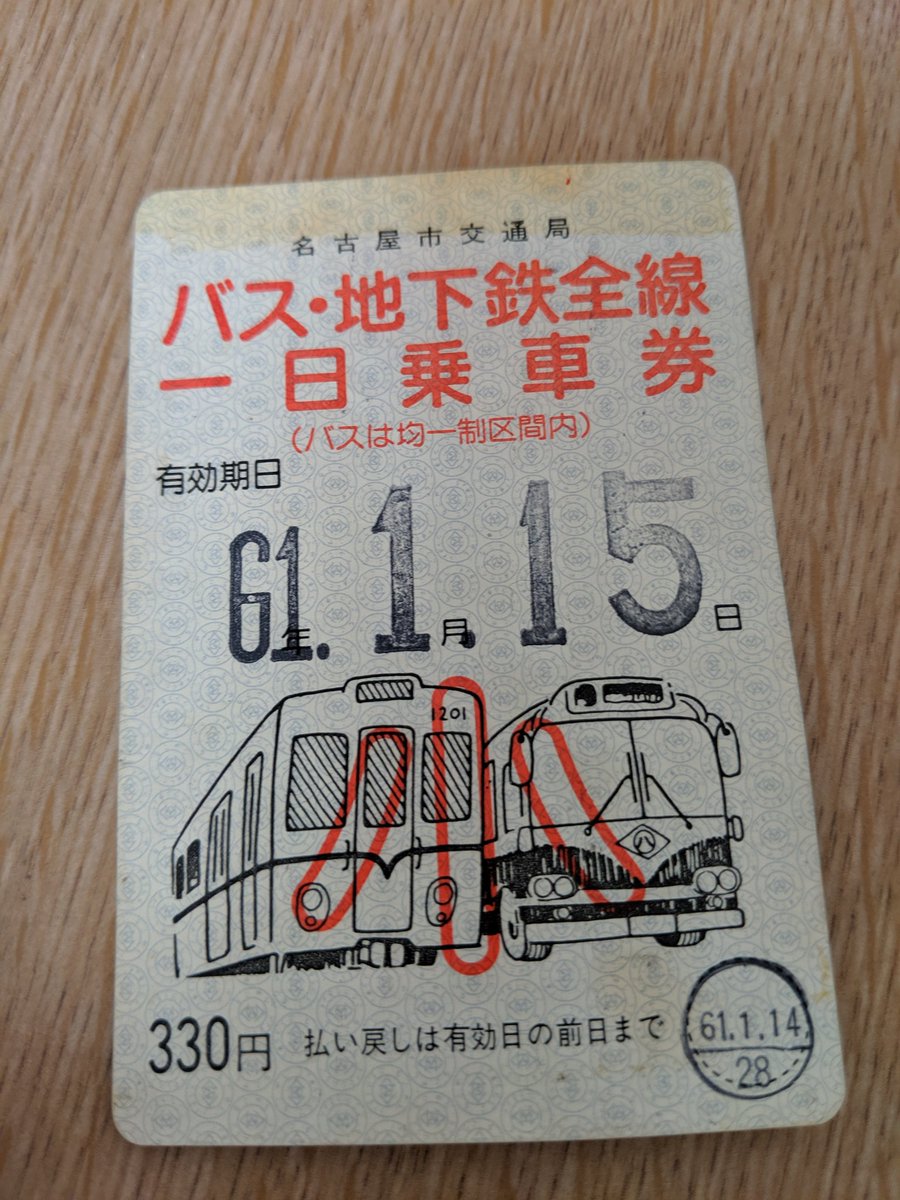 名古屋市交通局
バス・地下鉄全線
一日乗車券
(バスは均一制区間内)
有効期日
61年. 1月. 15日
1201
小
330円 払い戻しは有効日の前日まで
61.1.14
28